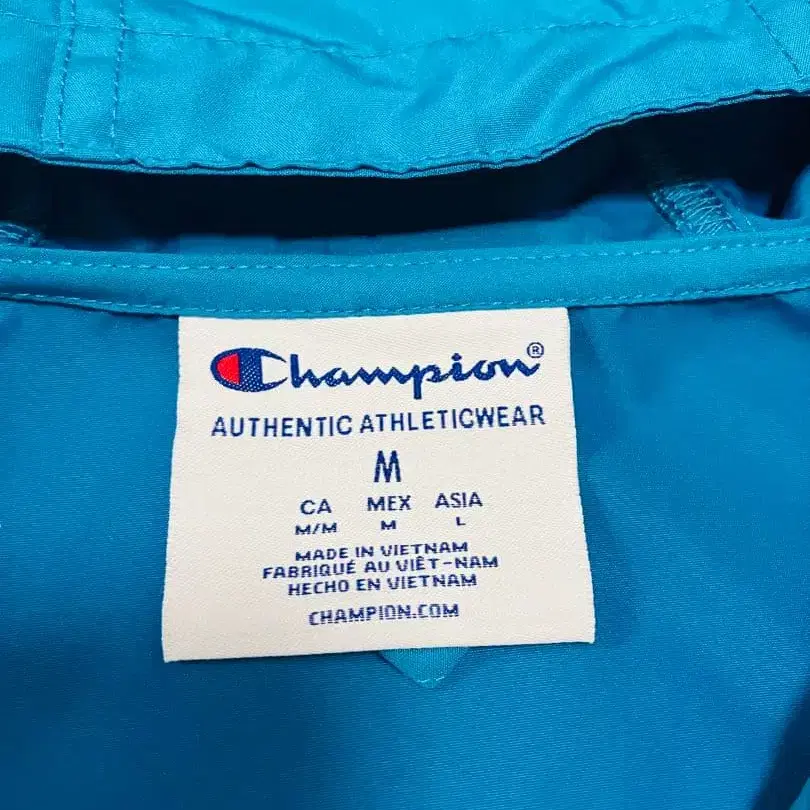 Champion®
AUTHENTIC ATHLETICWEAR
M
CA MEX ASIA
M/M M L
MADE IN VIETNAM
FABRIQUÉ AU VIÊT-NAM
HECHO EN VIETNAM
CHAMPION.COM